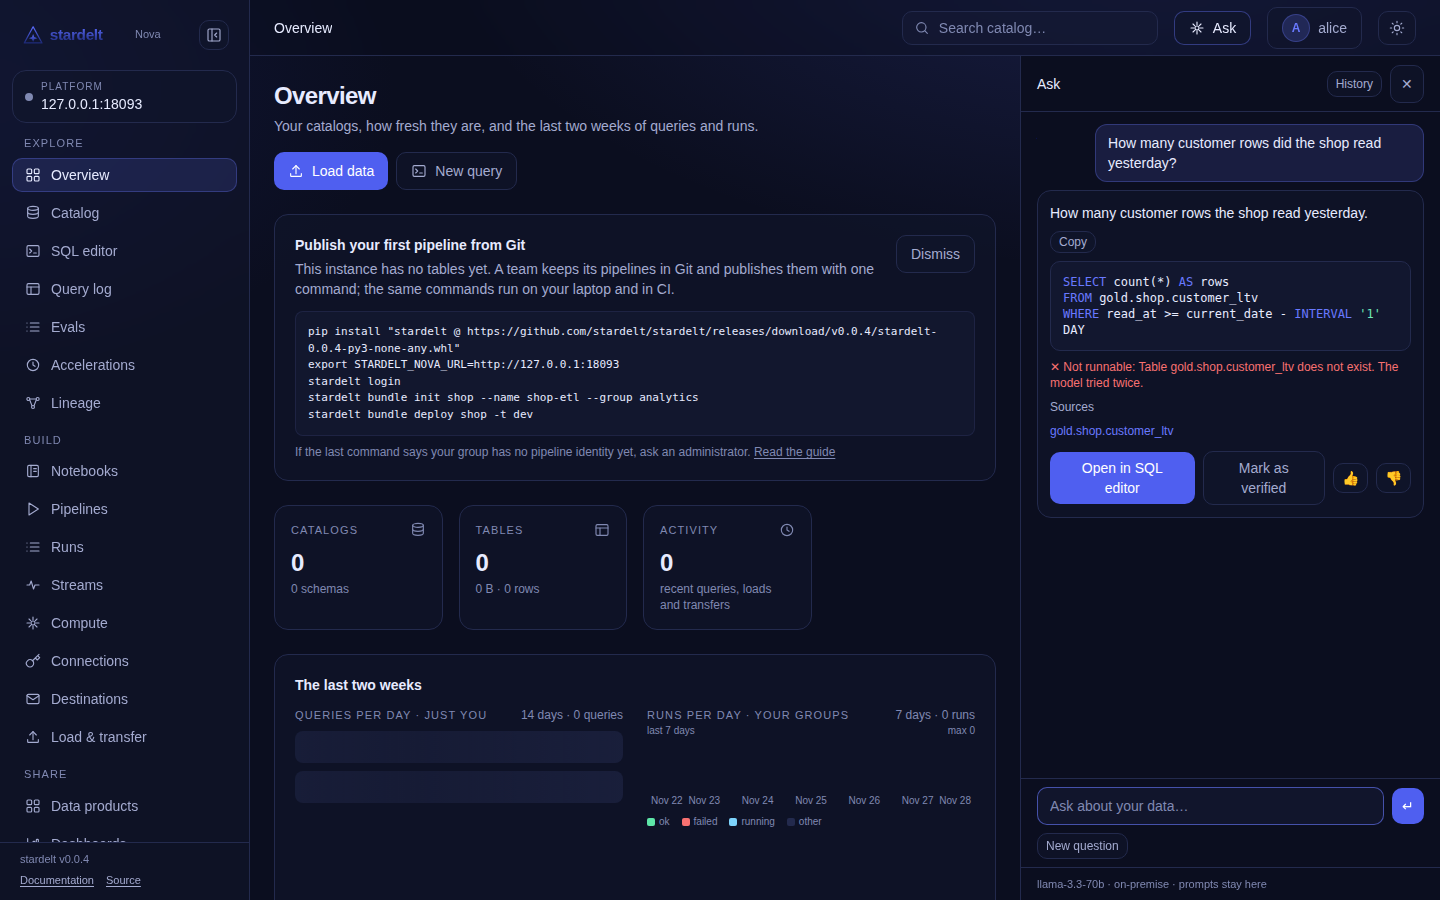 stardelt
Nova
PLATFORM
127.0.0.1:18093
EXPLORE
Overview
Catalog
SQL editor
Query log
Evals
Accelerations
Lineage
BUILD
Notebooks
Pipelines
Runs
Streams
Compute
Connections
Destinations
Load & transfer
SHARE
Data products
Dashboards
stardelt v0.0.4
Documentation Source
Overview
Search catalog…
Ask
A alice
Overview
Your catalogs, how fresh they are, and the last two weeks of queries and runs.
Load data
New query
Publish your first pipeline from Git
This instance has no tables yet. A team keeps its pipelines in Git and publishes them with one
command; the same commands run on your laptop and in CI.
Dismiss
pip install "stardelt @ https://github.com/stardelt/stardelt/releases/download/v0.0.4/stardelt-
0.0.4-py3-none-any.whl"
export STARDELT_NOVA_URL=http://127.0.0.1:18093
stardelt login
stardelt bundle init shop --name shop-etl --group analytics
stardelt bundle deploy shop -t dev
If the last command says your group has no pipeline identity yet, ask an administrator. Read the guide
CATALOGS
0
0 schemas
TABLES
0
0 B · 0 rows
ACTIVITY
0
recent queries, loads
and transfers
The last two weeks
QUERIES PER DAY · JUST YOU
14 days · 0 queries
RUNS PER DAY · YOUR GROUPS
7 days · 0 runs
last 7 days
max 0
Nov 22 Nov 23 Nov 24 Nov 25 Nov 26 Nov 27 Nov 28
ok failed running other
Ask
History
✕
How many customer rows did the shop read
yesterday?
How many customer rows the shop read yesterday.
Copy
SELECT count(*) AS rows
FROM gold.shop.customer_ltv
WHERE read_at >= current_date - INTERVAL '1'
DAY
✕ Not runnable: Table gold.shop.customer_ltv does not exist. The
model tried twice.
Sources
gold.shop.customer_ltv
Open in SQL
editor
Mark as
verified
👍 👎
Ask about your data…
↵
New question
llama-3.3-70b · on-premise · prompts stay here